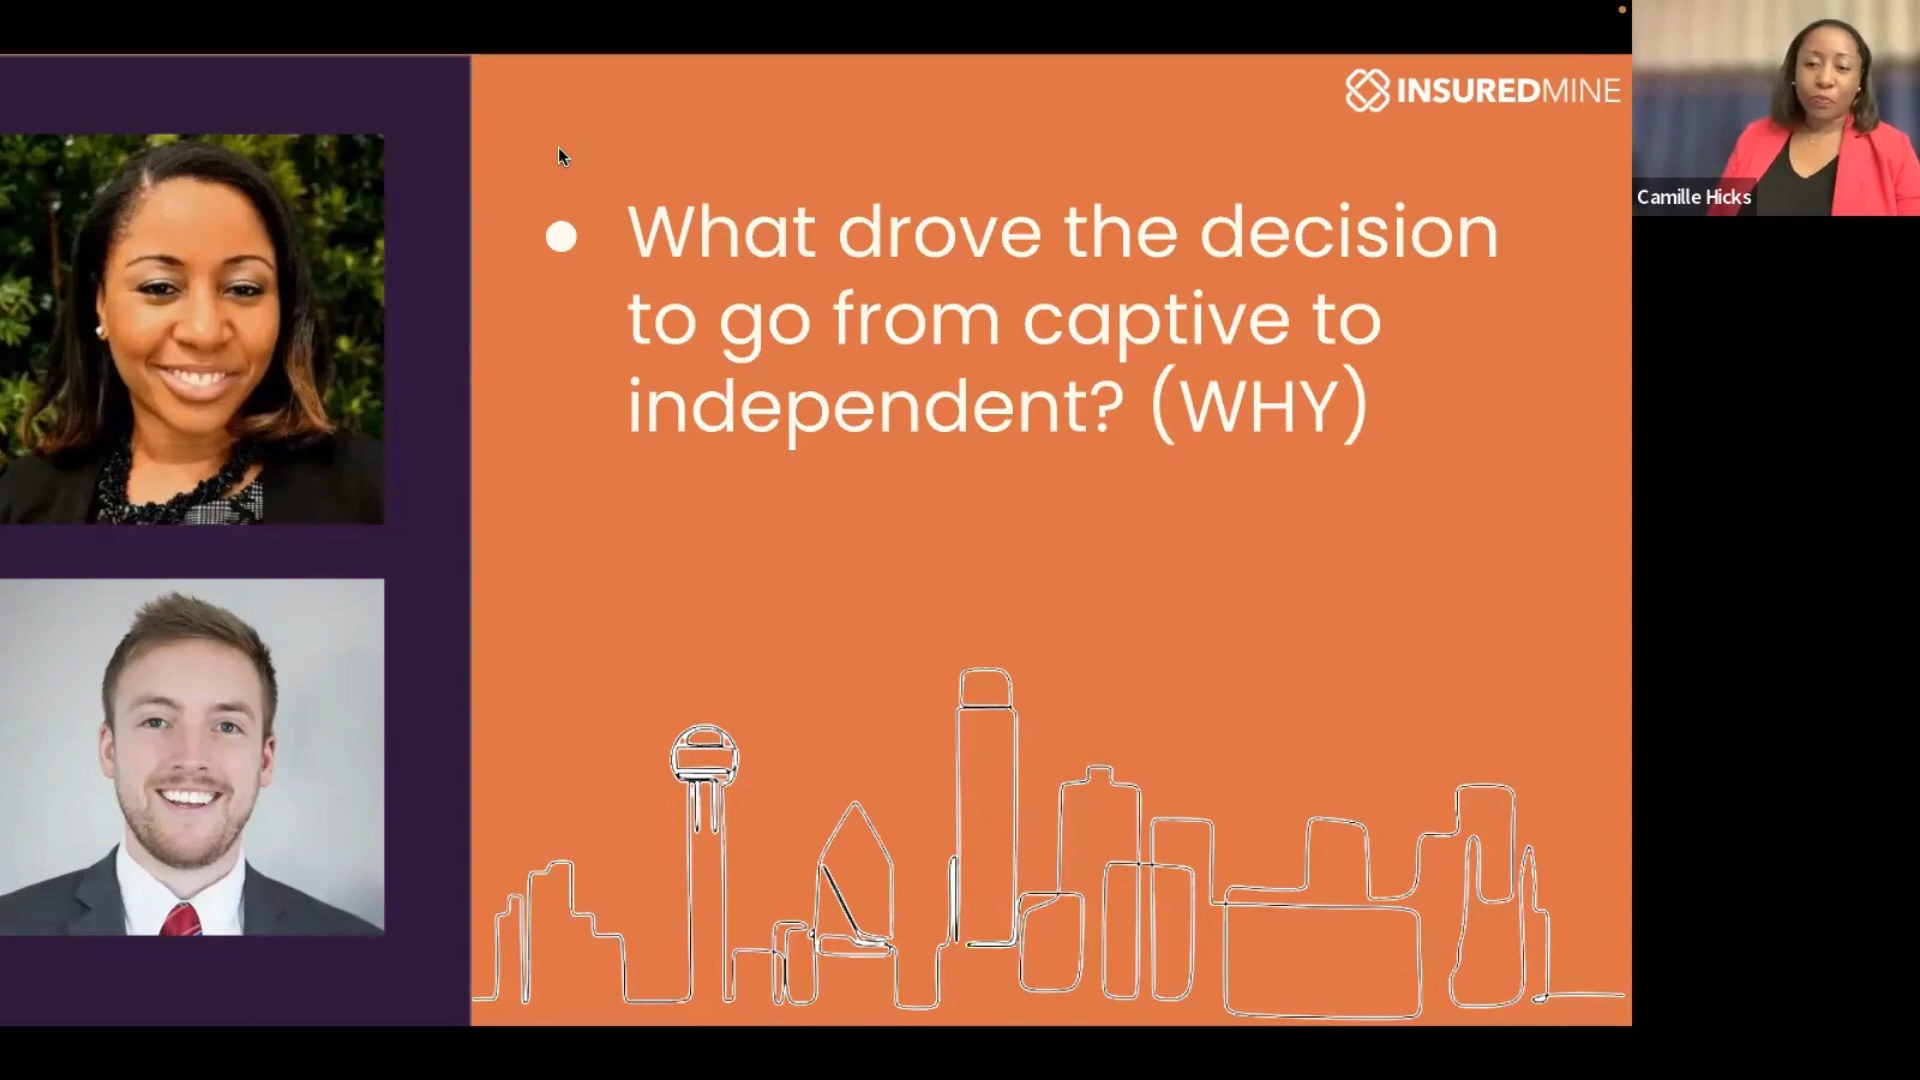 INSUREDMINE
Camille Hicks
● What drove the decision
to go from captive to
independent? (WHY)